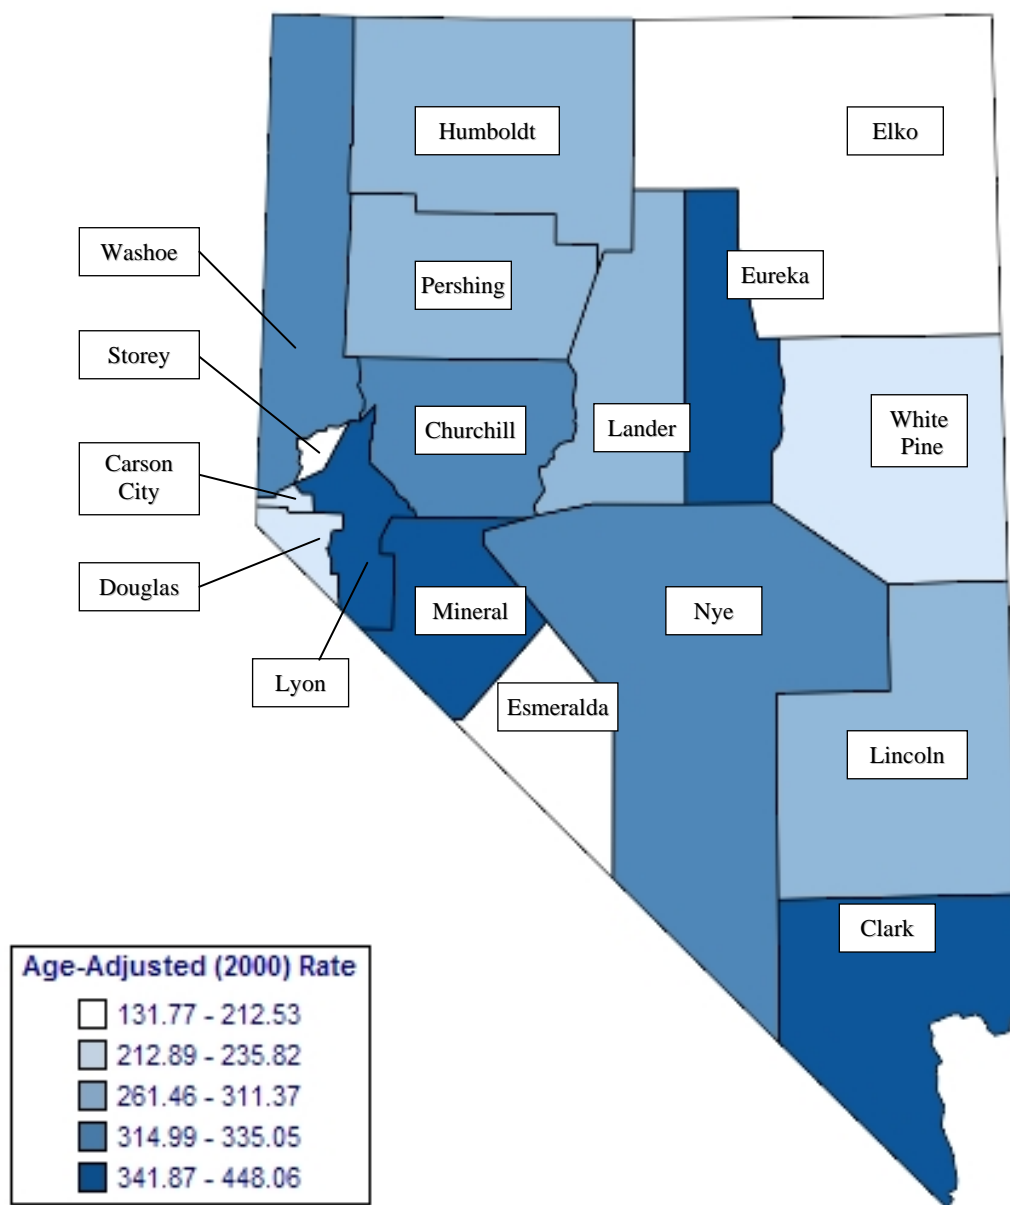 Humboldt
Elko
Washoe
Eureka
Pershing
Storey
Churchill
Lander
White
Pine
Carson
City
Douglas
Mineral
Nye
Lyon
Esmeralda
Lincoln
Clark
Age-Adjusted (2000) Rate
131.77 - 212.53
212.89 - 235.82
261.46 - 311.37
314.99 - 335.05
341.87 - 448.06